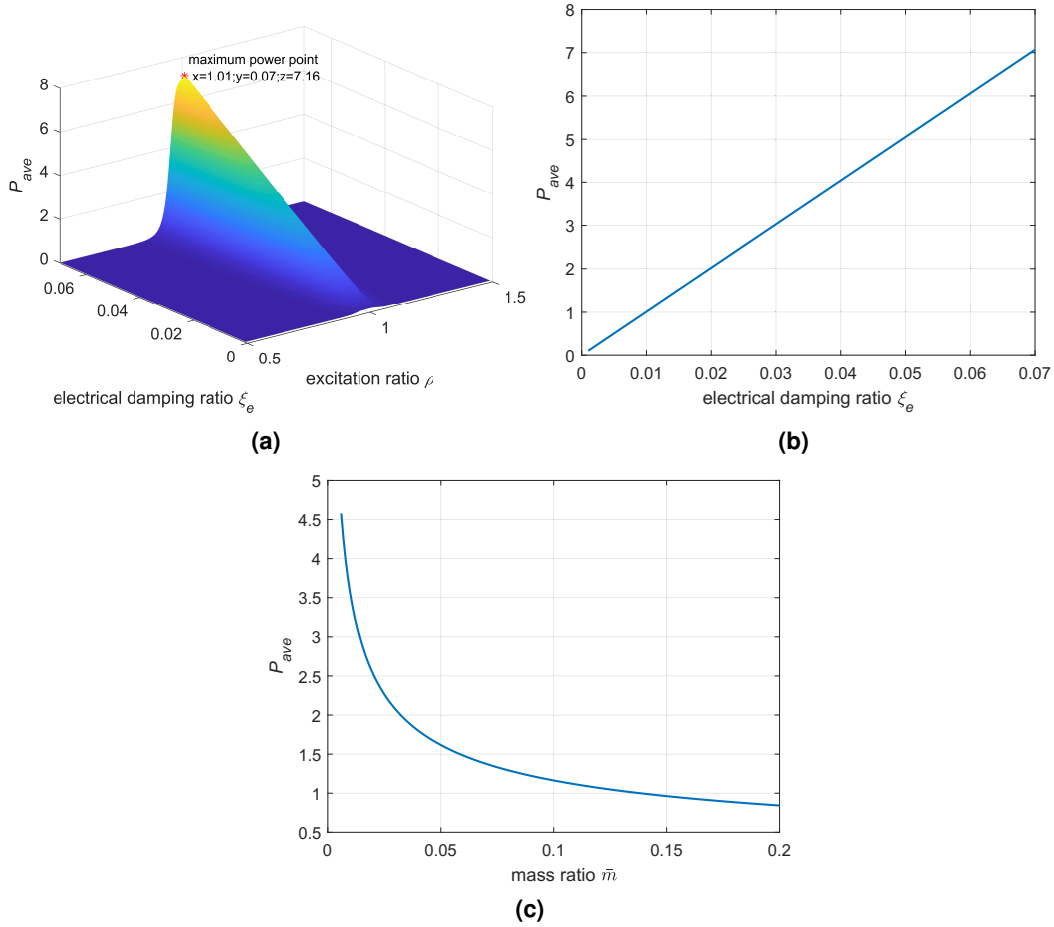 maximum power point
x=1.01;y=0.07;z=7.16
8
6
4
2
0
P_ave
0.06
0.04
0.02
0
0.5
1
1.5
electrical damping ratio ξ_e
excitation ratio ρ
(a)
8
7
6
5
4
3
2
1
0
P_ave
0 0.01 0.02 0.03 0.04 0.05 0.06 0.07
electrical damping ratio ξ_e
(b)
5
4.5
4
3.5
3
2.5
2
1.5
1
0.5
P_ave
0 0.05 0.1 0.15 0.2
mass ratio m̄
(c)